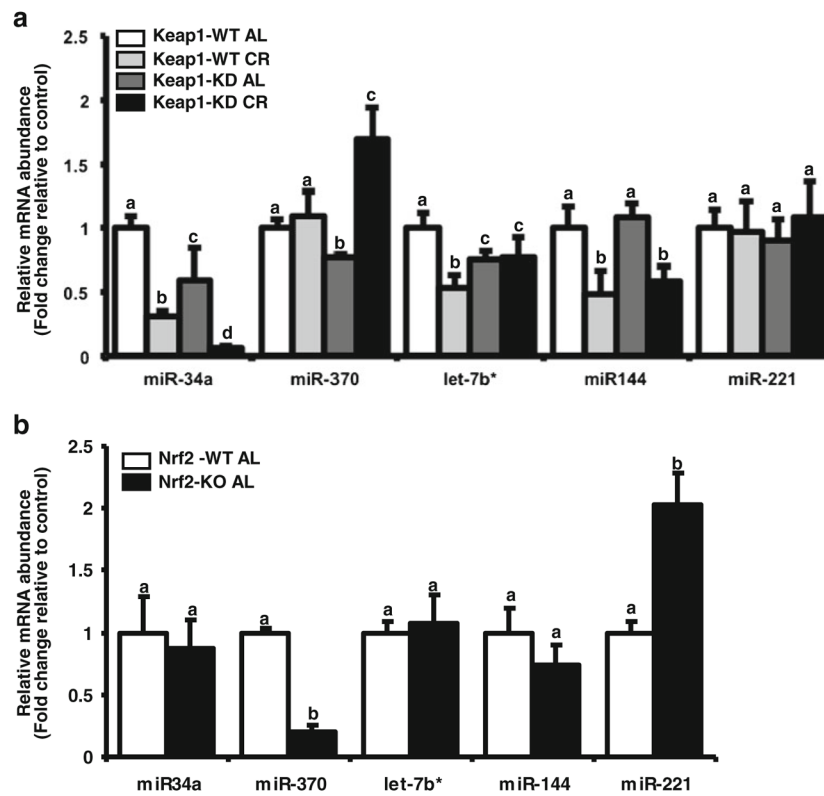 a
Relative mRNA abundance
(Fold change relative to control)
2.5
2
1.5
1
0.5
0
Keap1-WT AL
Keap1-WT CR
Keap1-KD AL
Keap1-KD CR
a
b
c
d
a
a
b
c
a
b
c
c
a
b
a
b
a
a
a
a
miR-34a
miR-370
let-7b*
miR144
miR-221
b
Relative mRNA abundance
(Fold change relative to control)
2.5
2
1.5
1
0.5
0
Nrf2 -WT AL
Nrf2-KO AL
a
a
a
b
a
a
a
a
a
b
miR34a
miR-370
let-7b*
miR-144
miR-221